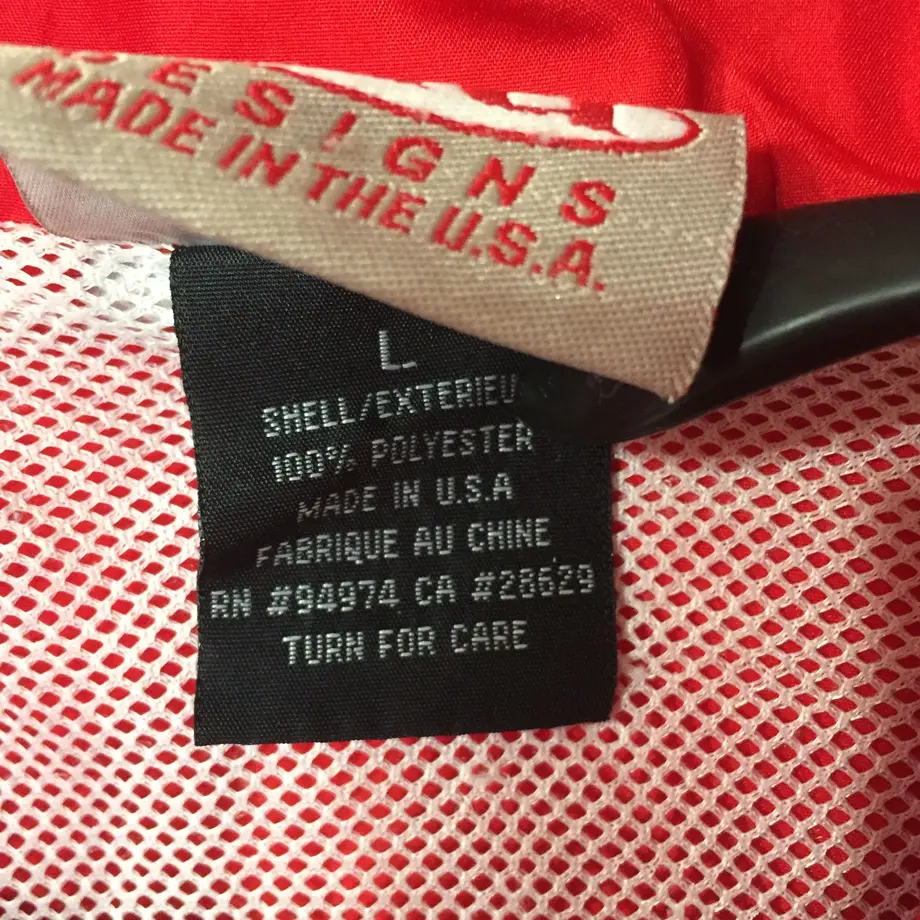 ESIGNS
MADE IN THE U.S.A.
L
SHELL/EXTERIEU
100% POLYESTER
MADE IN U.S.A
FABRIQUE AU CHINE
RN #94974 CA #28629
TURN FOR CARE